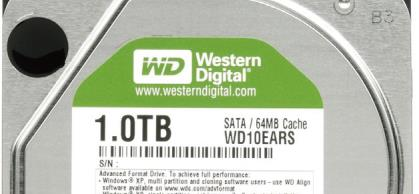 B3
WD Western
Digital®
www.westerndigital.com
1.0TB SATA / 64MB Cache
WD10EARS
S/N :
Advanced Format Drive. To achieve full performance:
• Windows® XP, multi partition and cloning software users - use WD Align
software available on www.wdc.com/advformat